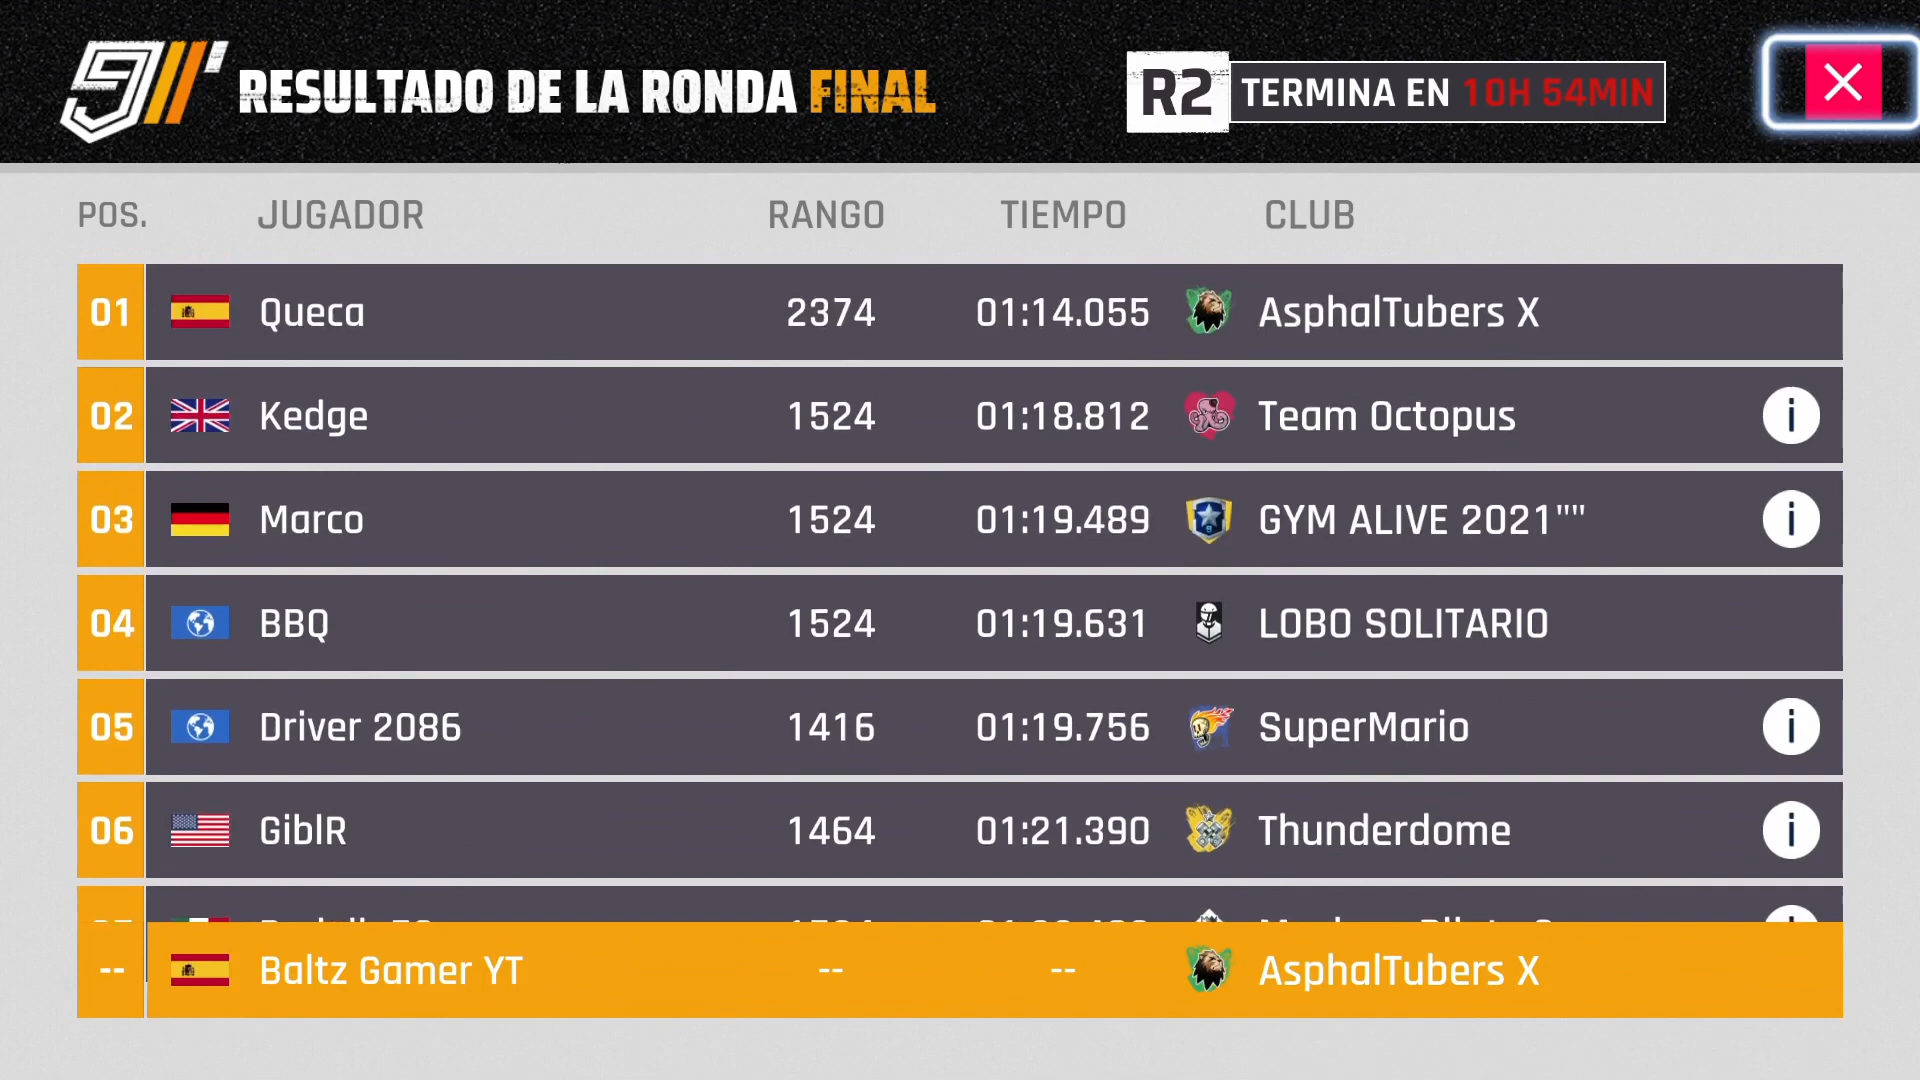 9 RESULTADO DE LA RONDA FINAL
R2 TERMINA EN 10H 54MIN
POS. JUGADOR RANGO TIEMPO CLUB
01 Queca 2374 01:14.055 AsphalTubers X
02 Kedge 1524 01:18.812 Team Octopus i
03 Marco 1524 01:19.489 GYM ALIVE 2021"" i
04 BBQ 1524 01:19.631 LOBO SOLITARIO
05 Driver 2086 1416 01:19.756 SuperMario i
06 GiblR 1464 01:21.390 Thunderdome i
-- Baltz Gamer YT -- -- AsphalTubers X